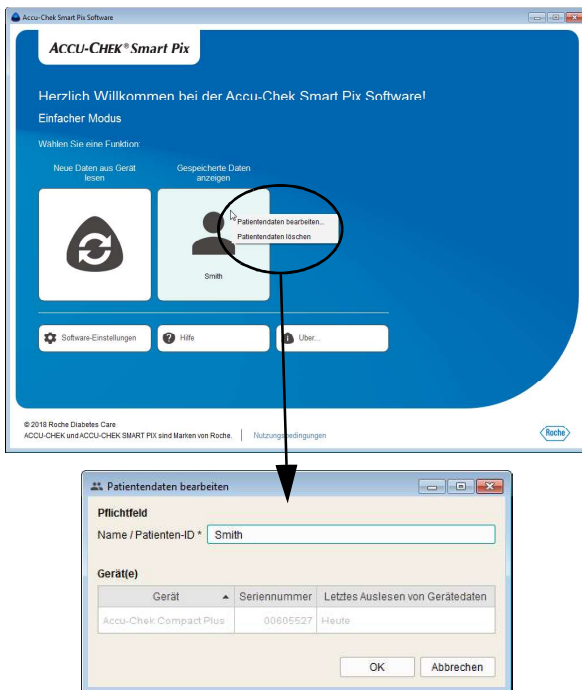 Accu-Chek Smart Pix Software
ACCU-CHEK® Smart Pix
Herzlich Willkommen bei der Accu-Chek Smart Pix Software!
Einfacher Modus
Wählen Sie eine Funktion:
Neue Daten aus Gerät
lesen
Gespeicherte Daten
anzeigen
Patientendaten bearbeiten...
Patientendaten löschen
Smith
Software-Einstellungen
? Hilfe
i Über...
© 2018 Roche Diabetes Care
ACCU-CHEK und ACCU-CHEK SMART PIX sind Marken von Roche.
Nutzungsbedingungen
Roche
Patientendaten bearbeiten
Pflichtfeld
Name / Patienten-ID * Smith
Gerät(e)
Gerät Seriennummer Letztes Auslesen von Gerätedaten
Accu-Chek Compact Plus 00605527 Heute
OK Abbrechen